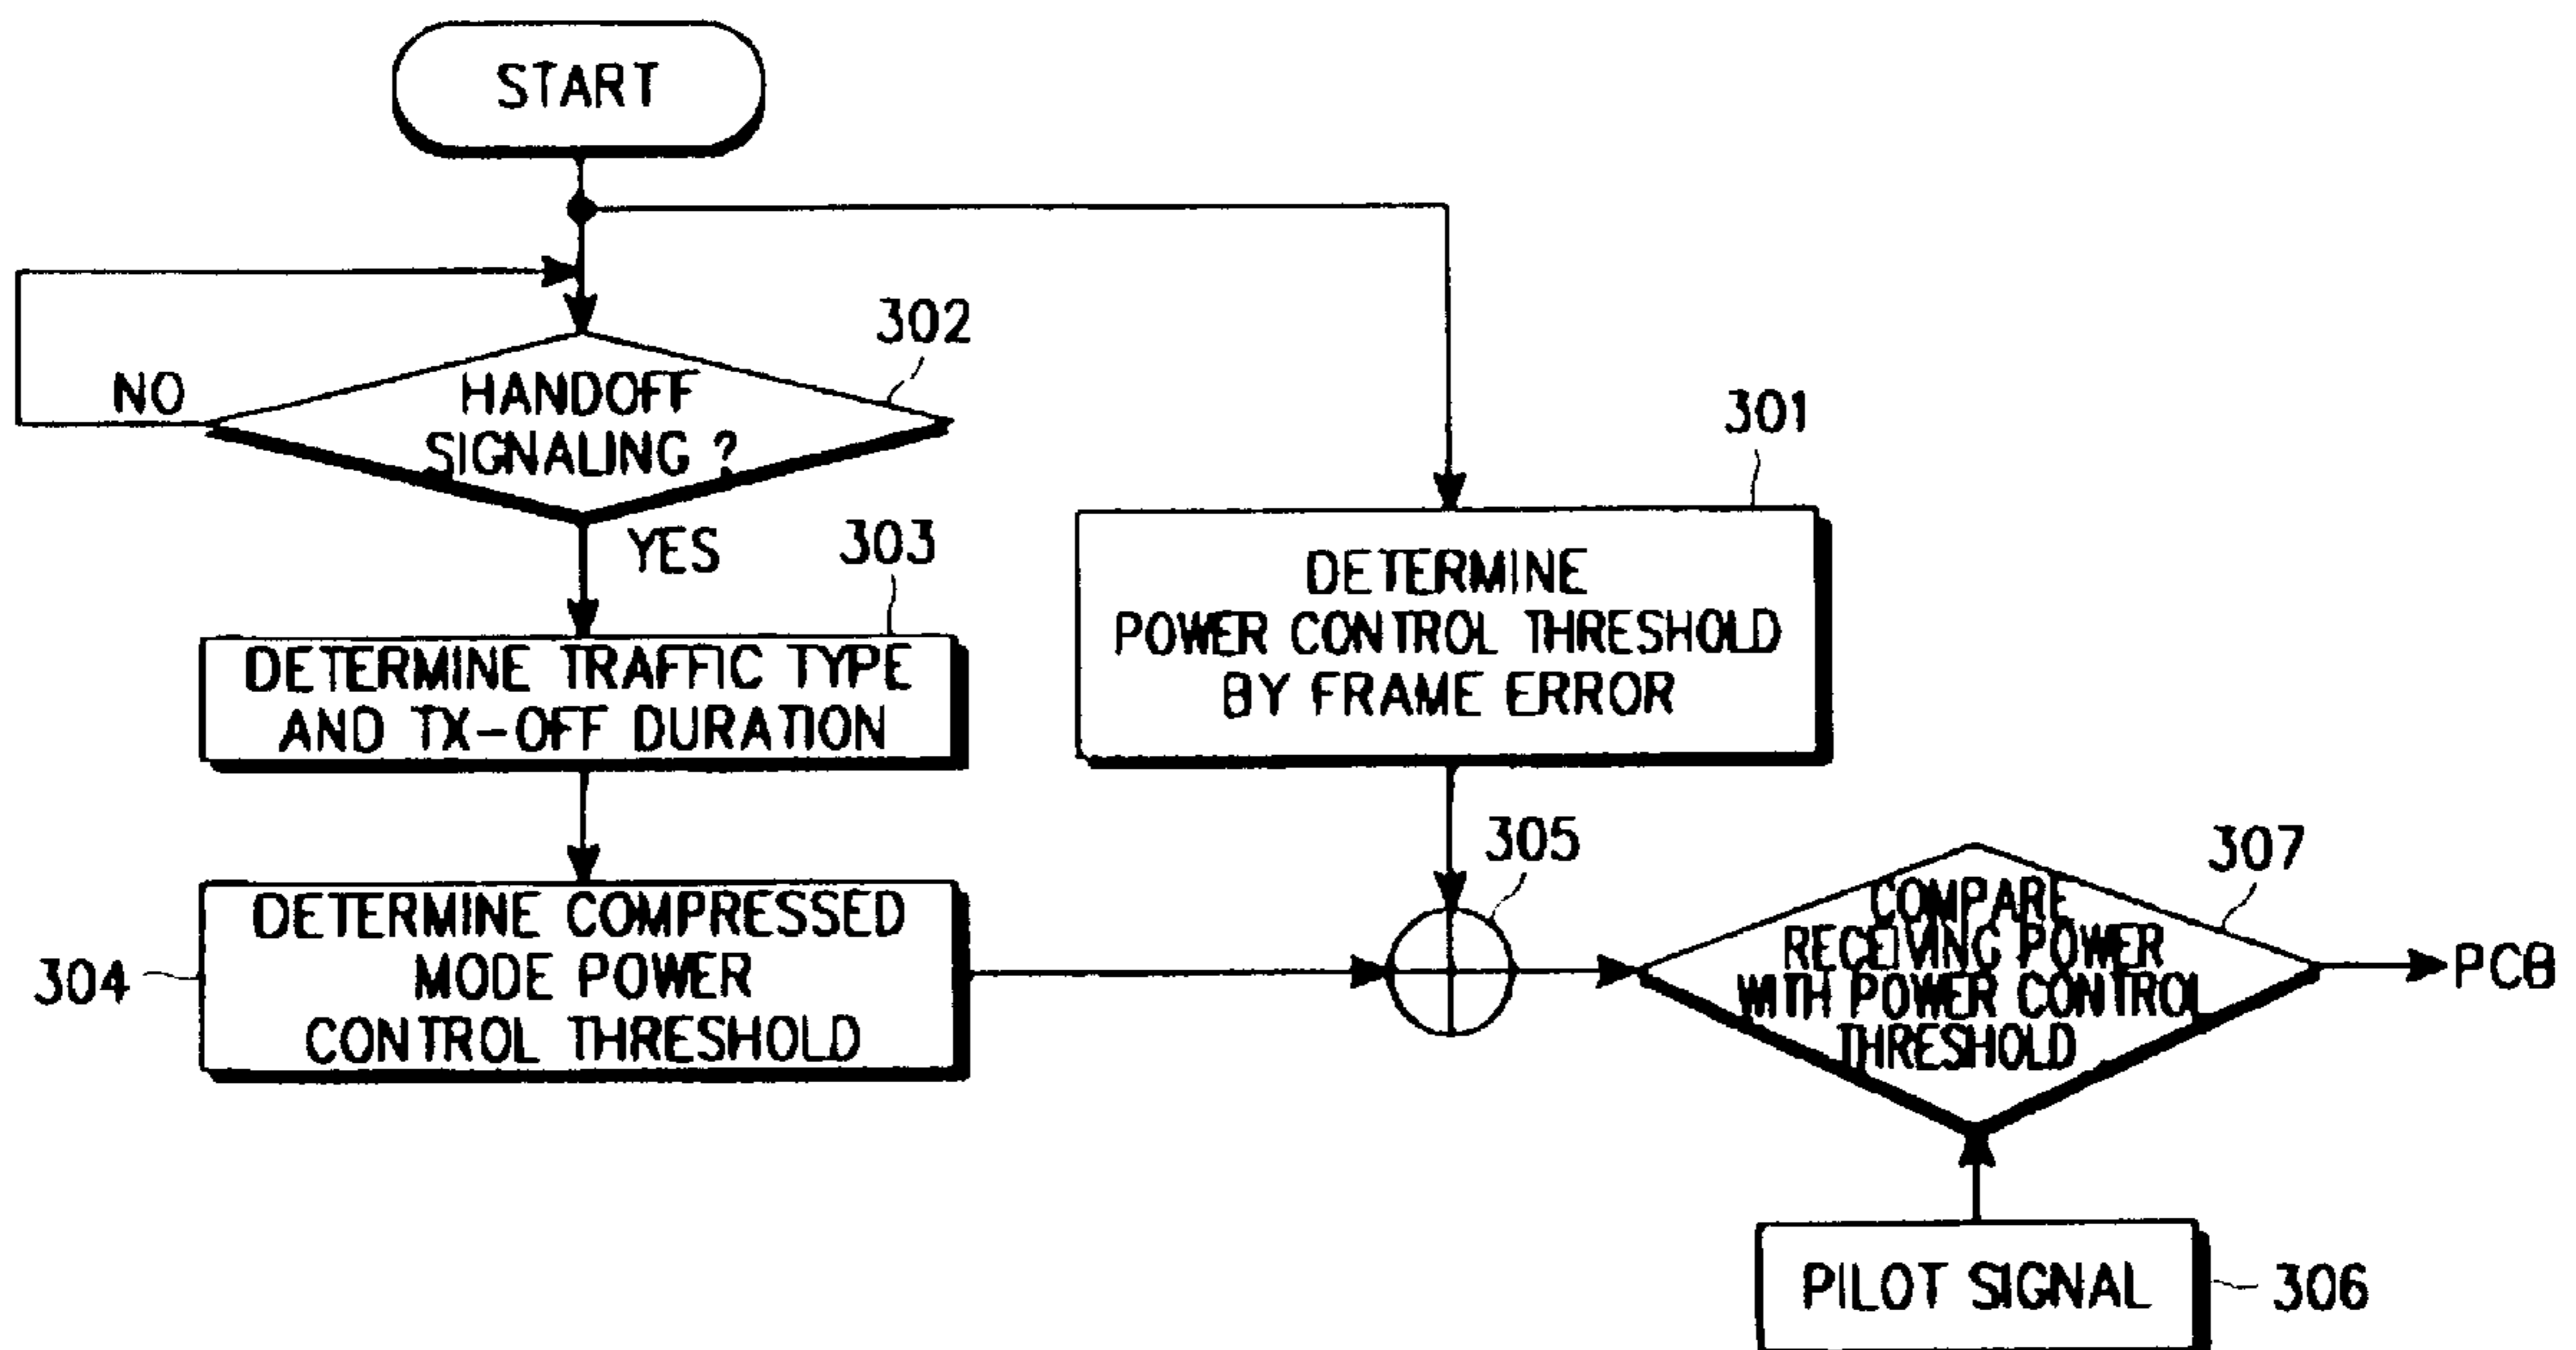 START
302
NO
HANDOFF
SIGNALING ?
YES
301
DETERMINE
POWER CONTROL THRESHOLD
BY FRAME ERROR
303
DETERMINE TRAFFIC TYPE
AND TX-OFF DURATION
304
DETERMINE COMPRESSED
MODE POWER
CONTROL THRESHOLD
305
307
COMPARE
RECEIVING POWER
WITH POWER CONTROL
THRESHOLD
PCB
PILOT SIGNAL
306